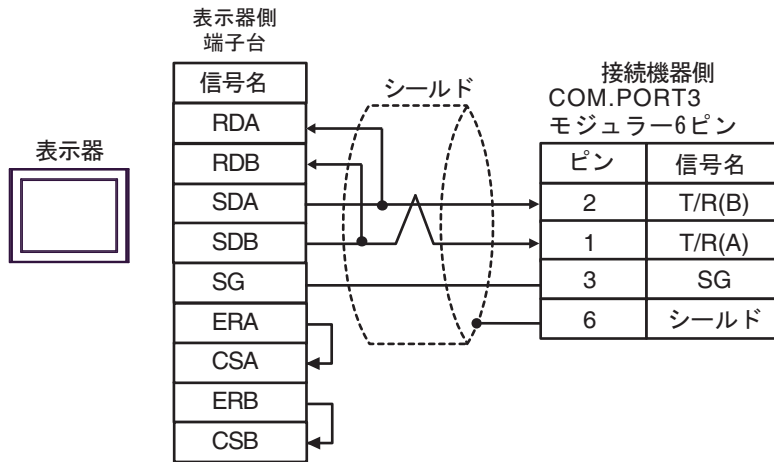 表示器
表示器側
端子台
信号名
RDA
RDB
SDA
SDB
SG
ERA
CSA
ERB
CSB
シールド
接続機器側
COM.PORT3
モジュラー6ピン
ピン 信号名
2 T/R(B)
1 T/R(A)
3 SG
6 シールド